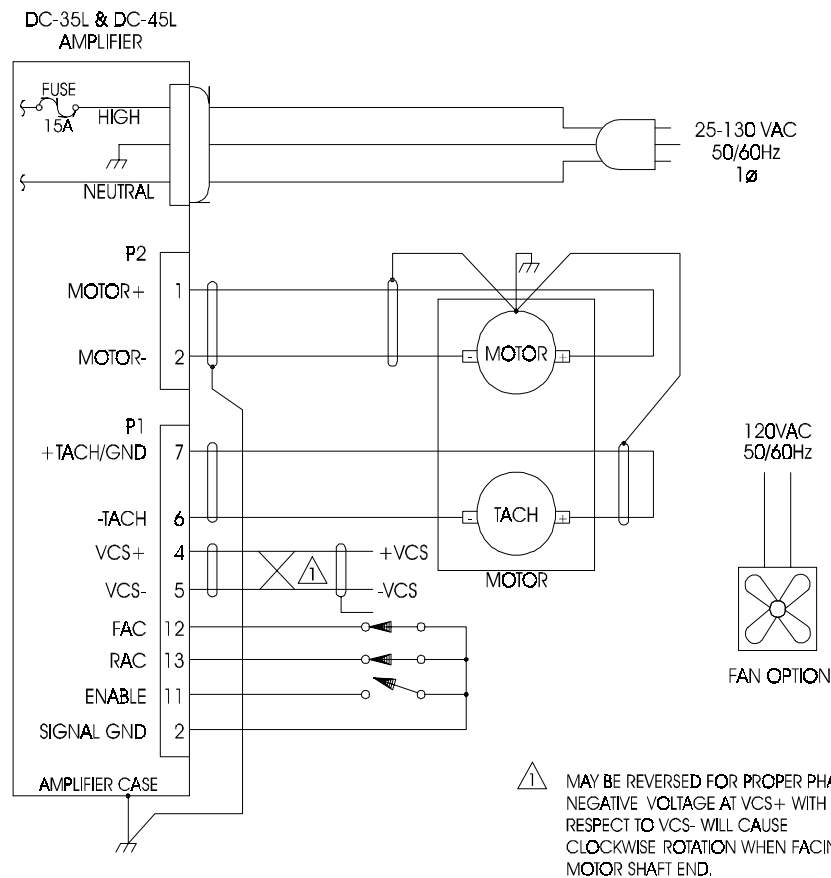 DC-35L & DC-45L
AMPLIFIER
FUSE
15A
HIGH
NEUTRAL
25-130 VAC
50/60Hz
1ø
P2
MOTOR+ 1
MOTOR- 2
- MOTOR +
P1
+TACH/GND 7
-TACH 6
- TACH +
MOTOR
VCS+ 4
+VCS
1
VCS- 5
-VCS
FAC 12
RAC 13
ENABLE 11
SIGNAL GND 2
AMPLIFIER CASE
120VAC
50/60Hz
FAN OPTION
1 MAY BE REVERSED FOR PROPER
NEGATIVE VOLTAGE AT VCS+ WITH
RESPECT TO VCS- WILL CAUSE
CLOCKWISE ROTATION WHEN
MOTOR SHAFT END.